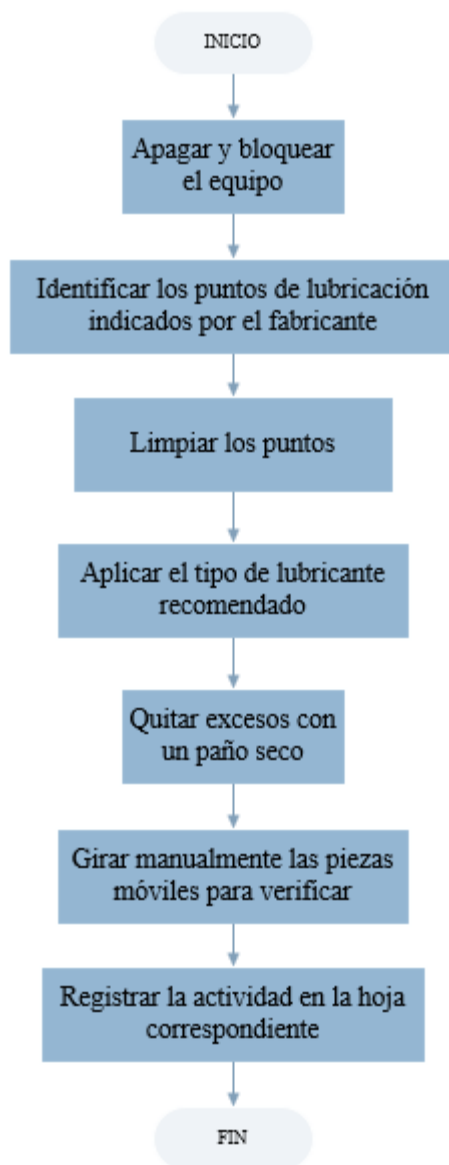 INICIO
Apagar y bloquear
el equipo
Identificar los puntos de lubricación
indicados por el fabricante
Limpiar los puntos
Aplicar el tipo de lubricante
recomendado
Quitar excesos con
un paño seco
Girar manualmente las piezas
móviles para verificar
Registrar la actividad en la hoja
correspondiente
FIN